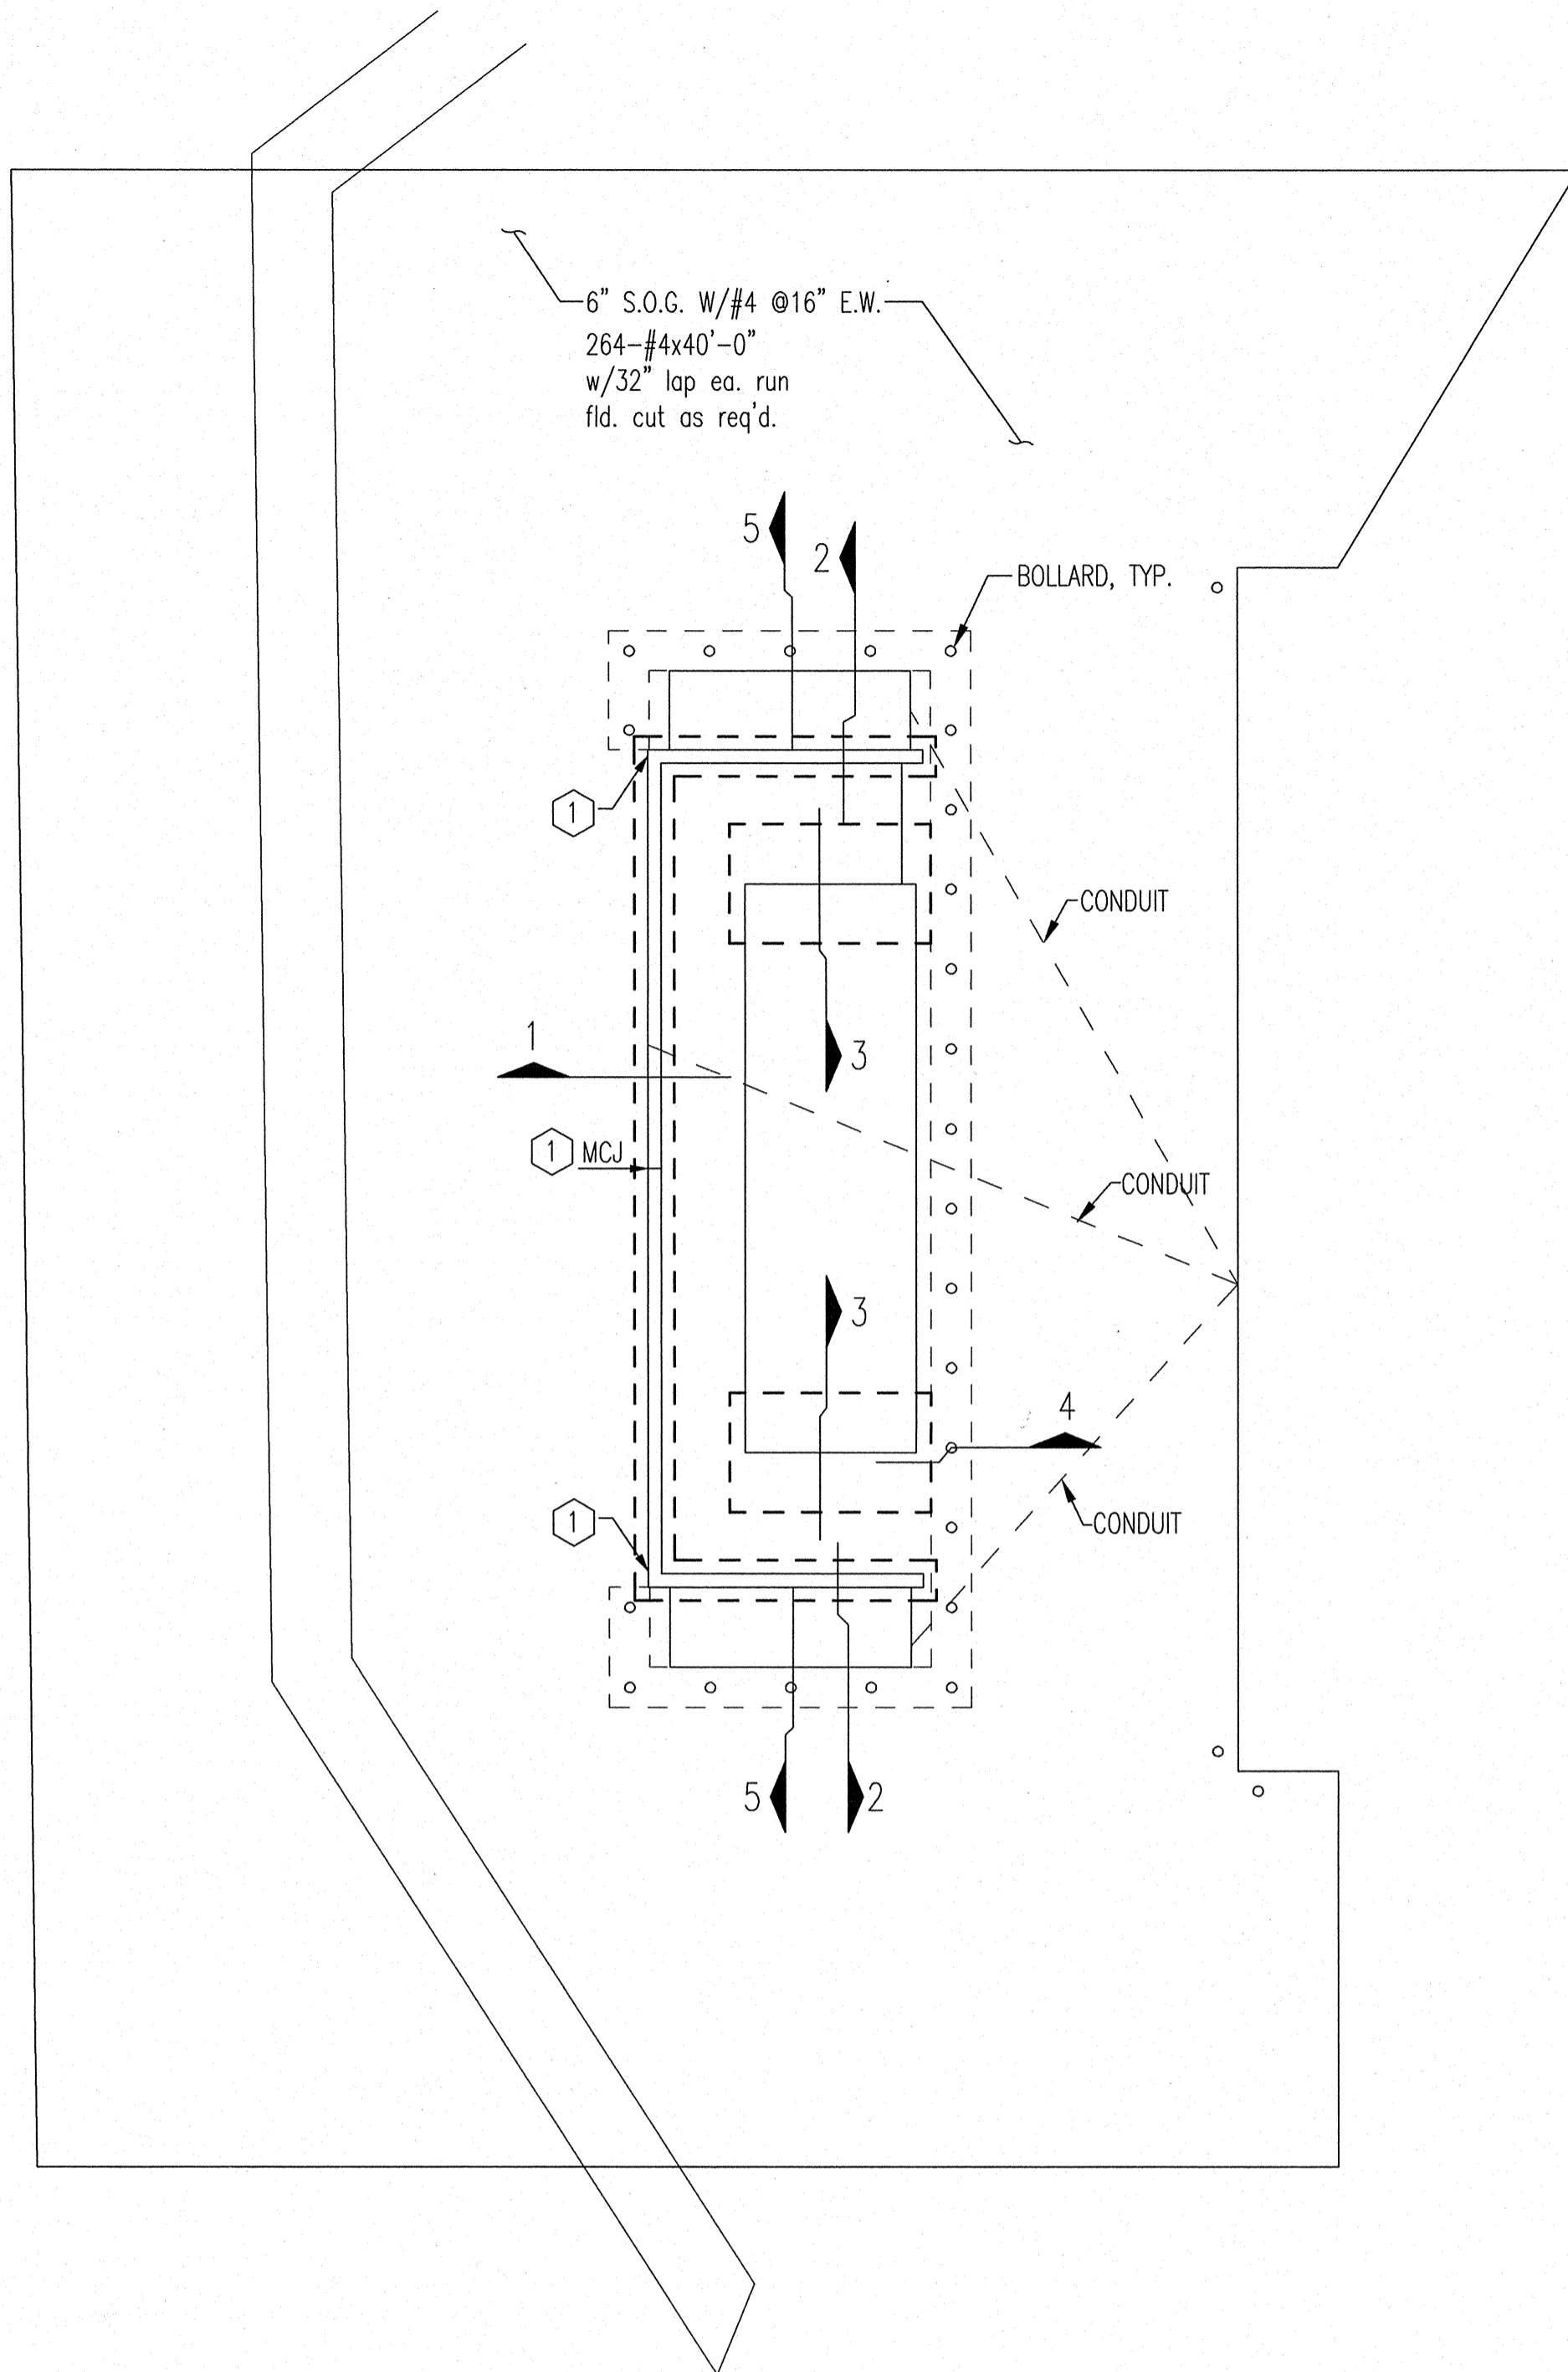 6" S.O.G. W/#4 @16" E.W.
264-#4x40'-0"
w/32" lap ea. run
fld. cut as req'd.
5
2
BOLLARD, TYP.
1
CONDUIT
1
3
1 MCJ
CONDUIT
3
4
1
CONDUIT
5
2